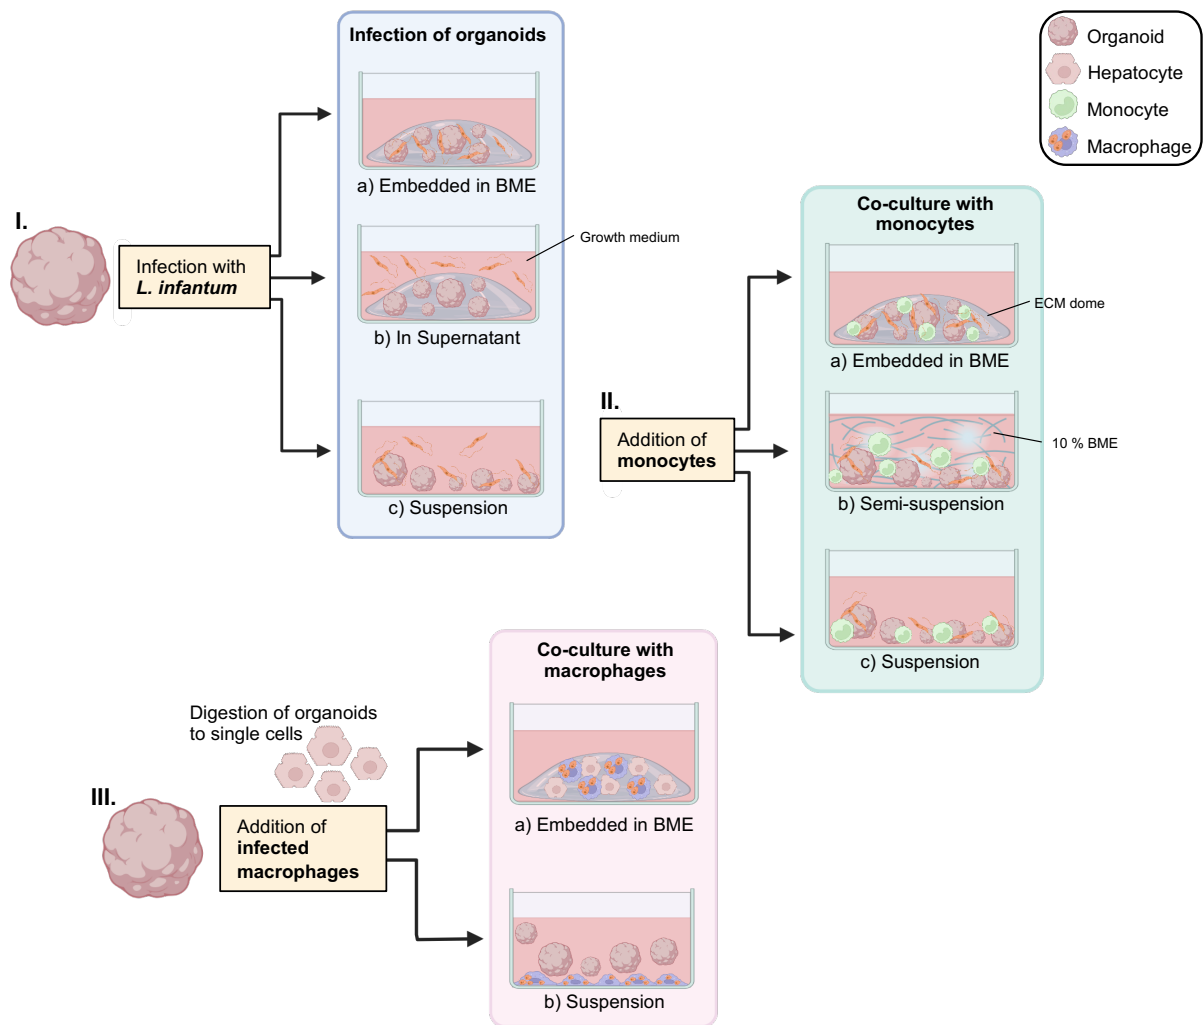 Infection of organoids
Organoid
Hepatocyte
Monocyte
Macrophage
a) Embedded in BME
I.
Infection with
L. infantum
Growth medium
b) In Supernatant
c) Suspension
Co-culture with
monocytes
ECM dome
a) Embedded in BME
II.
Addition of
monocytes
10 % BME
b) Semi-suspension
c) Suspension
Co-culture with
macrophages
Digestion of organoids
to single cells
III.
Addition of
infected
macrophages
a) Embedded in BME
b) Suspension